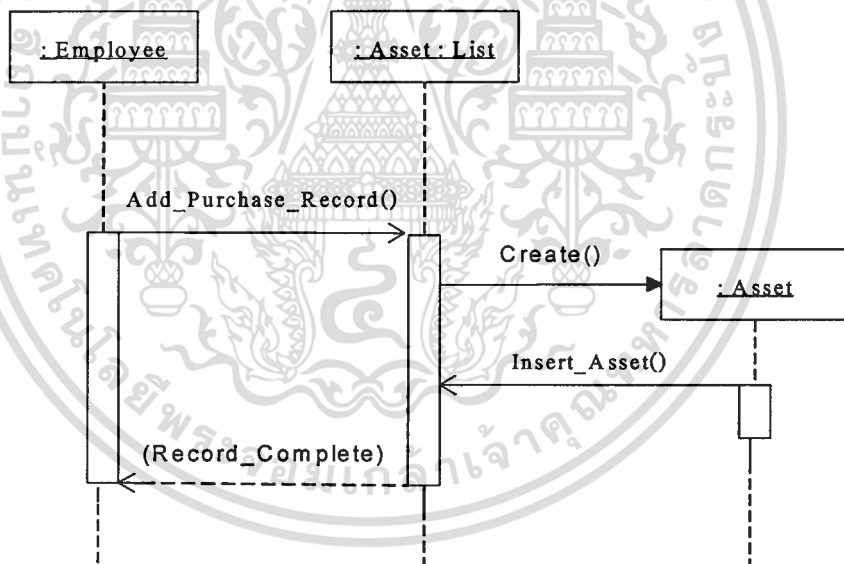 : Employee
: Asset : List
Add_Purchase_Record()
Create()
: Asset
Insert_Asset()
(Record_Complete)